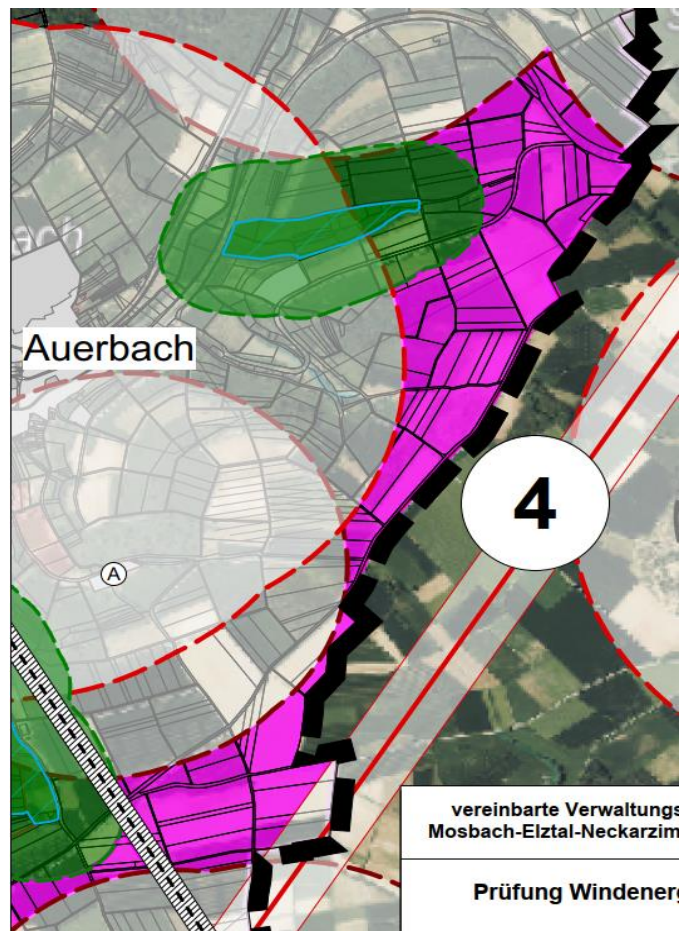 Auerbach
4
A
vereinbarte Verwaltungs
Mosbach-Elztal-Neckarzim
Prüfung Windenerg